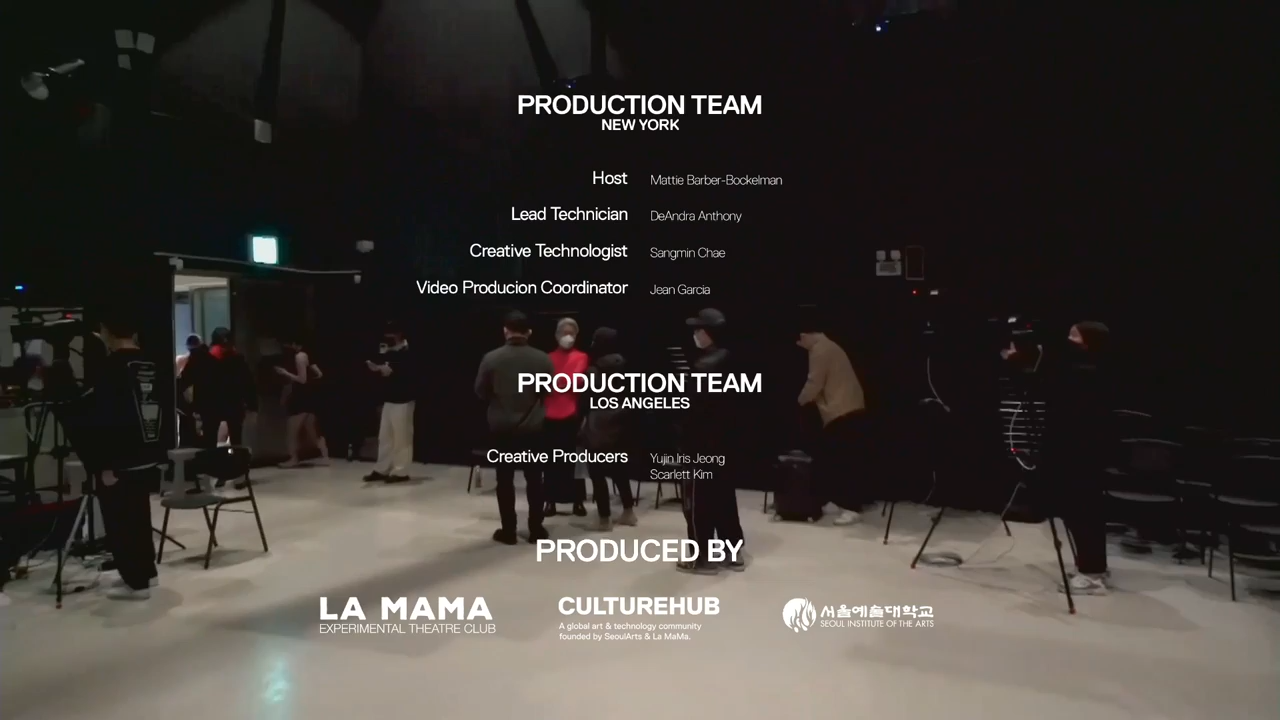 PRODUCTION TEAM
NEW YORK
Host Mattie Barber-Bockelman
Lead Technician DeAndra Anthony
Creative Technologist Sangmin Chae
Video Producion Coordinator Jean Garcia
PRODUCTION TEAM
LOS ANGELES
Creative Producers Yujin Iris Jeong
Scarlett Kim
PRODUCED BY
LA MAMA
EXPERIMENTAL THEATRE CLUB
CULTUREHUB
A global art & technology community
founded by SeoulArts & La MaMa.
서울예술대학교
SEOUL INSTITUTE OF THE ARTS